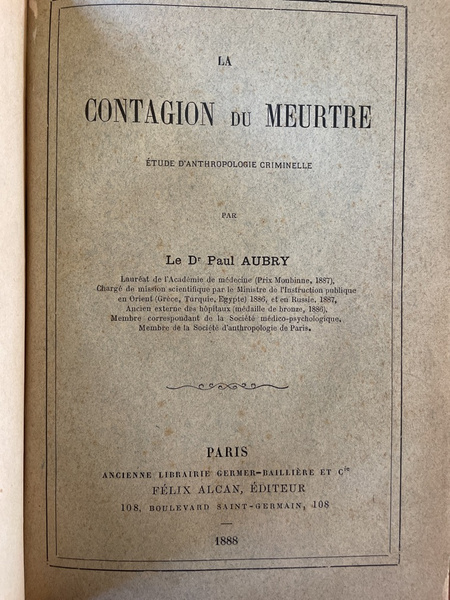 LA
CONTAGION DU MEURTRE
ÉTUDE D'ANTHROPOLOGIE CRIMINELLE
PAR
Le Dr Paul AUBRY
Lauréat de l'Académie de médecine (Prix Monbinne, 1887),
Chargé de mission scientifique par le Ministre de l'Instruction publique
en Orient (Grèce, Turquie, Egypte) 1886, et en Russie, 1887,
Ancien externe des hôpitaux (médaille de bronze, 1886),
Membre correspondant de la Société médico-psychologique,
Membre de la Société d'anthropologie de Paris.
PARIS
ANCIENNE LIBRAIRIE GERMER-BAILLIÈRE ET Cie
FÉLIX ALCAN, ÉDITEUR
108, BOULEVARD SAINT-GERMAIN, 108
1888